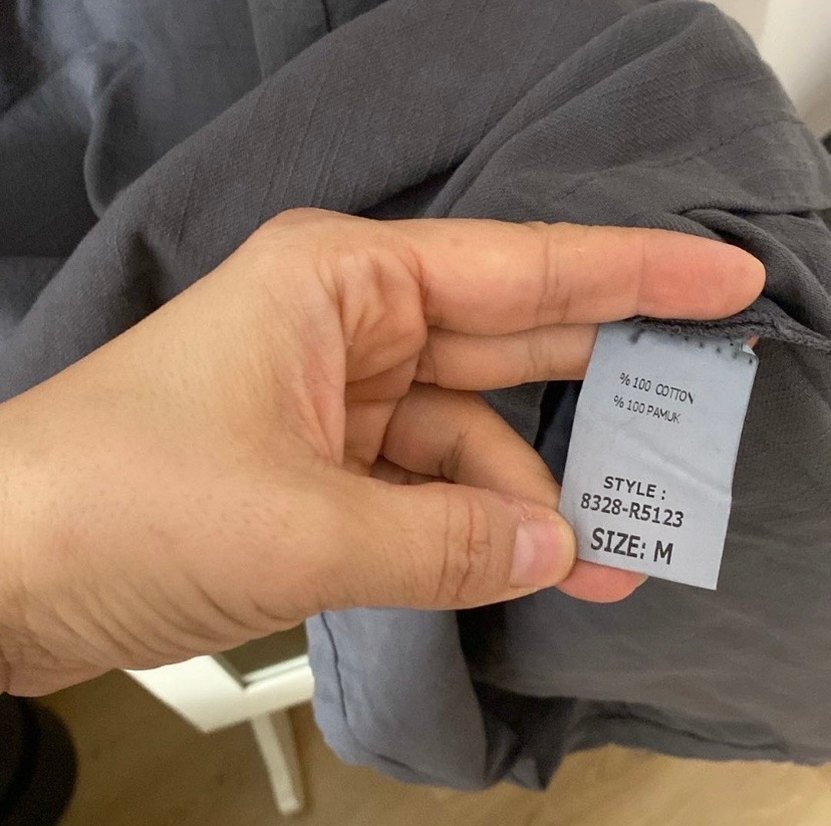 % 100 COTTON
% 100 PAMUK
STYLE :
8328-R5123
SIZE: M